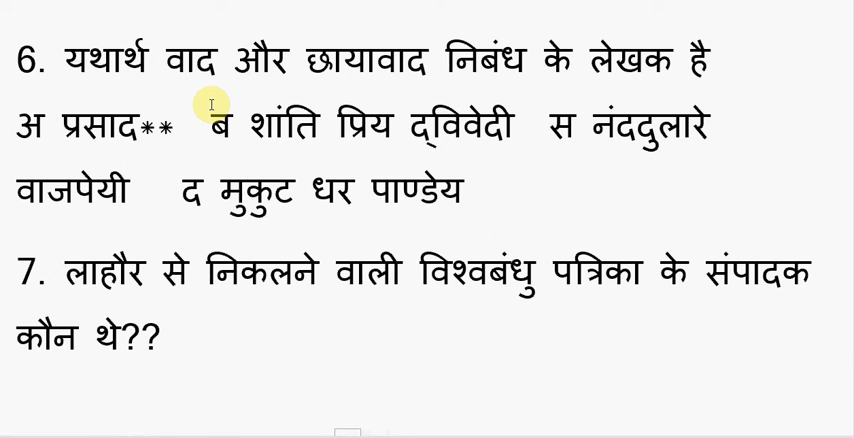 6. यथार्थ वाद और छायावाद निबंध के लेखक है
अ प्रसाद** ब शांति प्रिय द्विवेदी स नंददुलारे
वाजपेयी द मुकुट धर पाण्डेय
7. लाहौर से निकलने वाली विश्वबंधु पत्रिका के संपादक
कौन थे??